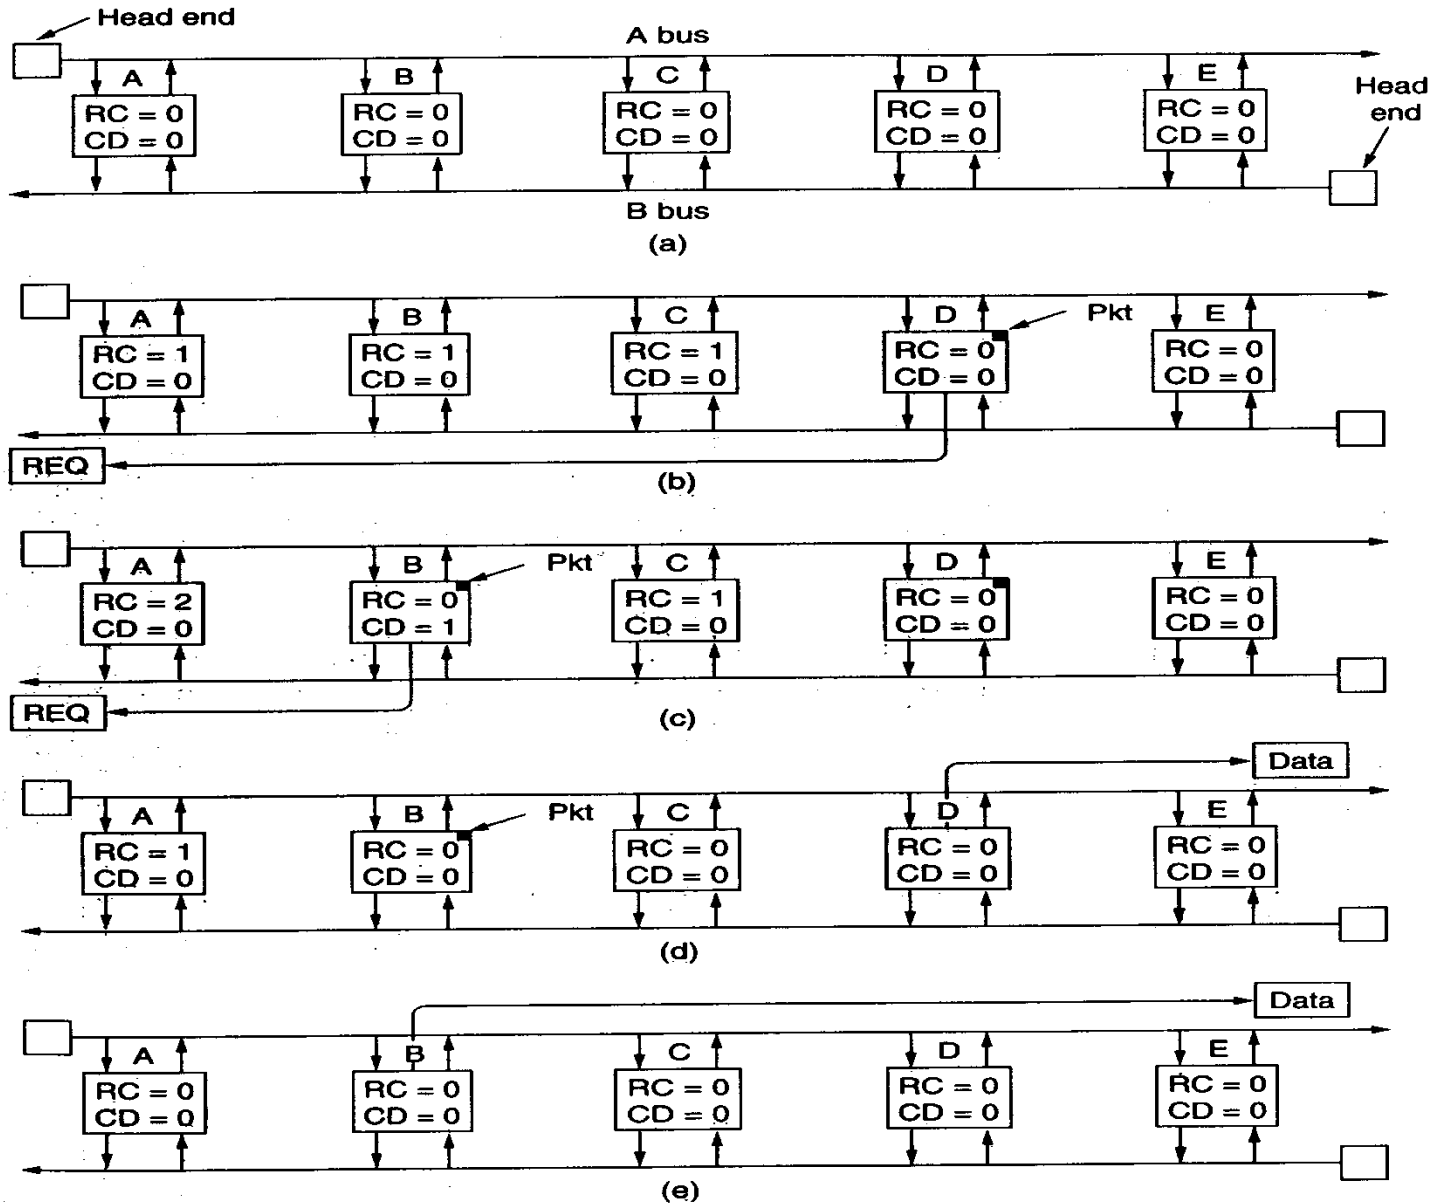 Head end
A bus
A B C D E
Head
end
RC = 0 RC = 0 RC = 0 RC = 0 RC = 0
CD = 0 CD = 0 CD = 0 CD = 0 CD = 0
B bus
(a)
A B C D Pkt E
RC = 1 RC = 1 RC = 1 RC = 0 RC = 0
CD = 0 CD = 0 CD = 0 CD = 0 CD = 0
REQ
(b)
A B Pkt C D E
RC = 2 RC = 0 RC = 1 RC = 0 RC = 0
CD = 0 CD = 1 CD = 0 CD = 0 CD = 0
REQ
(c)
Data
A B Pkt C D E
RC = 1 RC = 0 RC = 0 RC = 0 RC = 0
CD = 0 CD = 0 CD = 0 CD = 0 CD = 0
(d)
Data
A B C D E
RC = 0 RC = 0 RC = 0 RC = 0 RC = 0
CD = 0 CD = 0 CD = 0 CD = 0 CD = 0
(e)